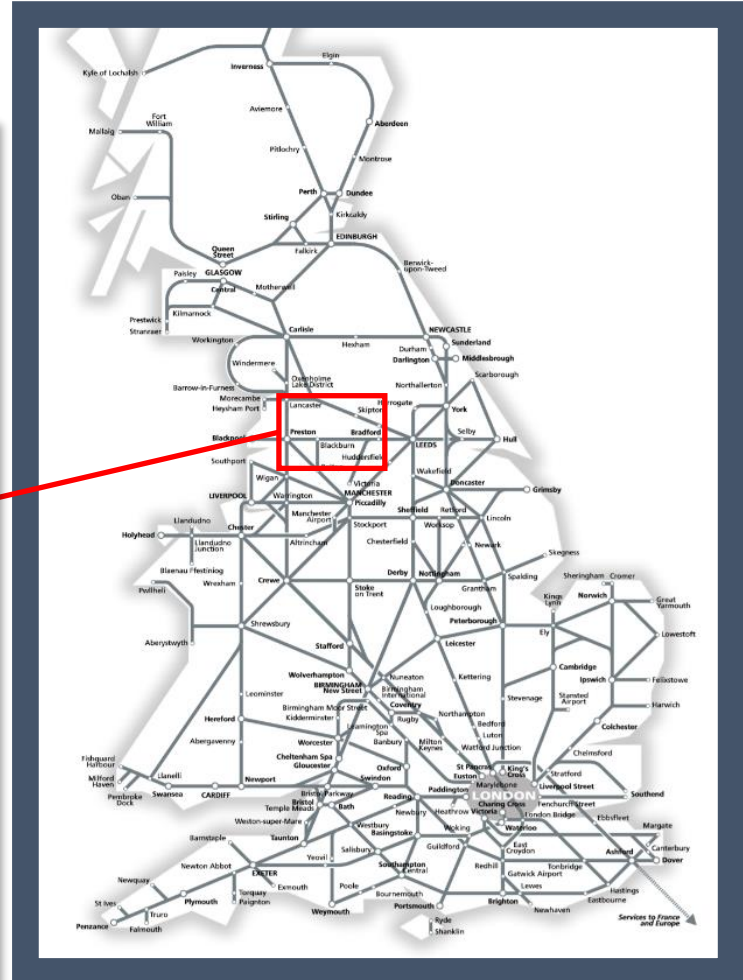 Elgin
Inverness
Kyle of Lochalsh
Aviemore
Fort
William
Aberdeen
Mallaig
Pitlochry
Montrose
Perth
Dundee
Oban
Stirling
Kirkcaldy
EDINBURGH
Queen
Street
Falkirk
Berwick-
upon-Tweed
Paisley
GLASGOW
Central
Motherwell
Prestwick
Kilmarnock
Stranraer
Carlisle
NEWCASTLE
Workington
Hexham
Sunderland
Durham
Darlington
Middlesbrough
Windermere
Scarborough
Oxenholme
Lake District
Northallerton
Barrow-In-Furness
Morecambe
Lancaster
Harrogate
Heysham Port
Skipton
York
Blackpool
Preston
Bradford
Selby
Blackburn
LEEDS
Hull
Huddersfield
Southport
Wakefield
Wigan
Victoria
Doncaster
MANCHESTER
Grimsby
LIVERPOOL
Warrington
Piccadilly
Sheffield
Retford
Manchester
Airport
Lincoln
Llandudno
Stockport
Worksop
Chester
Holyhead
Llandudno
Junction
Altrincham
Chesterfield
Newark
Skegness
Blaenau Ffestiniog
Crewe
Derby
Nottingham
Spalding
Sheringham
Cromer
Wrexham
Stoke
on Trent
Grantham
Pwllheli
Kings
Lynn
Norwich
Great
Yarmouth
Loughborough
Peterborough
Shrewsbury
Ely
Lowestoft
Aberystwyth
Stafford
Leicester
Wolverhampton
Cambridge
BIRMINGHAM
New Street
Nuneaton
Kettering
Ipswich
Felixstowe
Birmingham
International
Leominster
Stevenage
Stansted
Airport
Harwich
Birmingham Moor Street
Coventry
Northampton
Kidderminster
Rugby
Hereford
Leamington
Spa
Bedford
Colchester
Abergavenny
Worcester
Banbury
Milton
Keynes
Luton
Watford Junction
Chelmsford
Fishguard
Harbour
Cheltenham Spa
Gloucester
Oxford
St Pancras
King's
Cross
Stratford
Llanelli
Newport
Swindon
Euston
Milford
Haven
Paddington
Marylebone
Liverpool Street
Pembroke
Dock
Swansea
CARDIFF
Bristol Parkway
Reading
LONDON
Southend
Bristol
Temple Meads
Bath
Charing Cross
Fenchurch Street
Newbury
Heathrow
Victoria
London Bridge
Ebbsfleet
Weston-super-Mare
Westbury
Basingstoke
Woking
Waterloo
Margate
Barnstaple
Taunton
East
Croydon
Canterbury
Salisbury
Guildford
Ashford
Dover
Newton Abbot
Yeovil
Redhill
Tonbridge
Southampton
Central
Gatwick Airport
Newquay
EXETER
Exmouth
Poole
Lewes
Hastings
St Ives
Plymouth
Torquay
Paignton
Bournemouth
Eastbourne
Truro
Weymouth
Portsmouth
Brighton
Newhaven
Penzance
Falmouth
Ryde
Shanklin
Services to France
and Europe